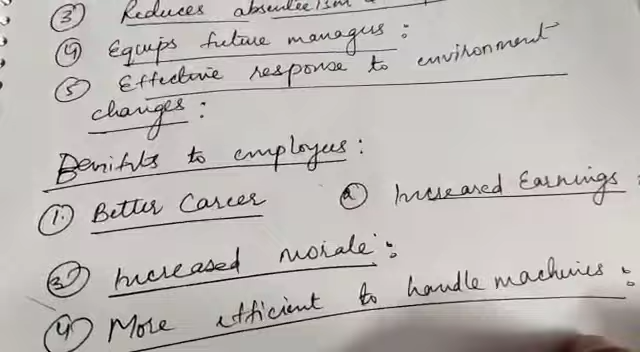 ③ Reduces absenteeism
④ Equips future managers :
⑤ Effective response to environment
changes :
Benifits to employees :
① Better Career ② Increased Earnings :
③ Increased morale :
④ More efficient to handle machines :